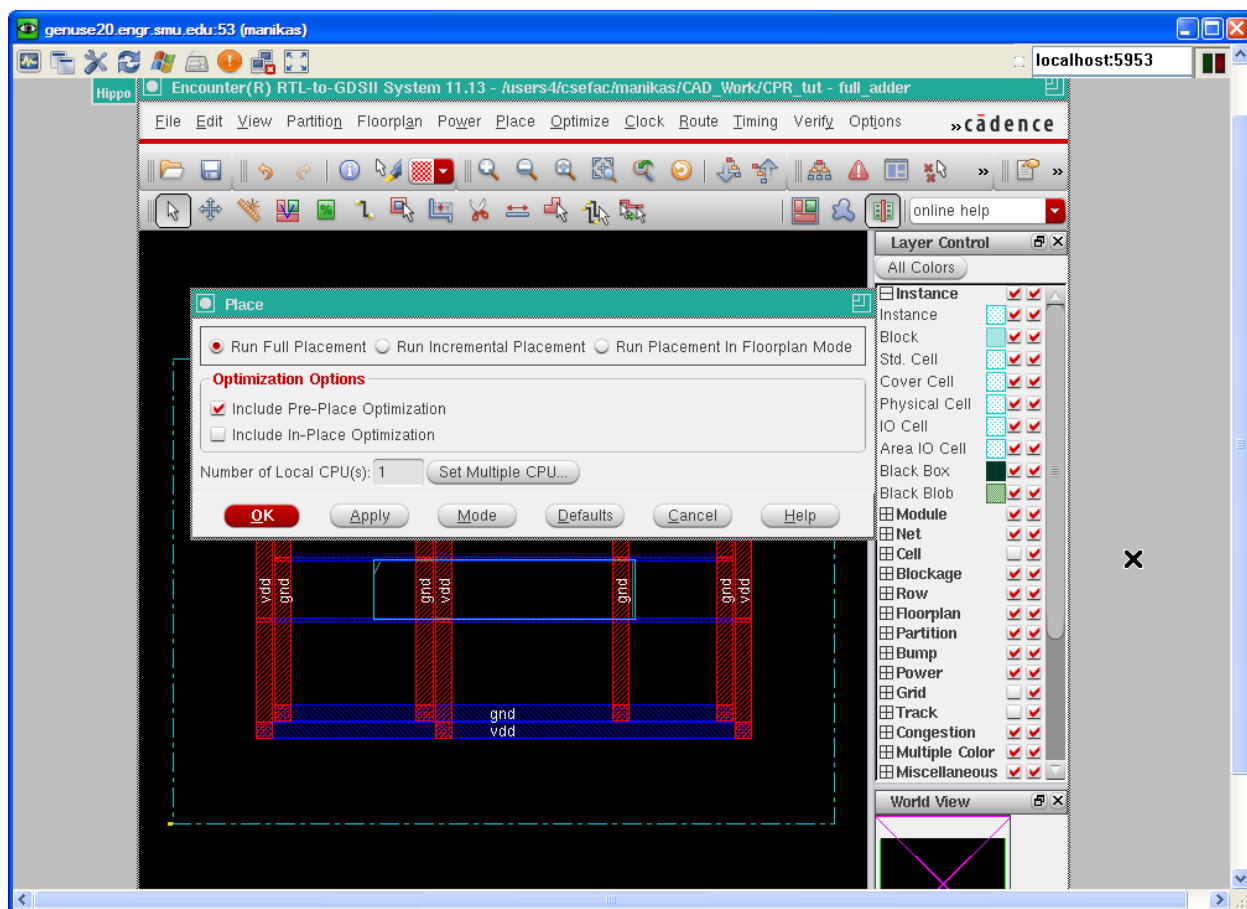 genuse20.engr.smu.edu:53 (manikas)
localhost:5953
Hippo
Encounter(R) RTL-to-GDSII System 11.13 - /users4/csefac/manikas/CAD_Work/CPR_tut - full_adder
File Edit View Partition Floorplan Power Place Optimize Clock Route Timing Verify Options »cādence
» »
online help
Layer Control
All Colors
Instance
Instance
Block
Std. Cell
Cover Cell
Physical Cell
IO Cell
Area IO Cell
Black Box
Black Blob
Module
Net
Cell
Blockage
Row
Floorplan
Partition
Bump
Power
Grid
Track
Congestion
Multiple Color
Miscellaneous
World View
Place
Run Full Placement Run Incremental Placement Run Placement In Floorplan Mode
Optimization Options
Include Pre-Place Optimization
Include In-Place Optimization
Number of Local CPU(s): 1 Set Multiple CPU...
OK Apply Mode Defaults Cancel Help
vdd gnd gnd vdd gnd gnd vdd
gnd
vdd